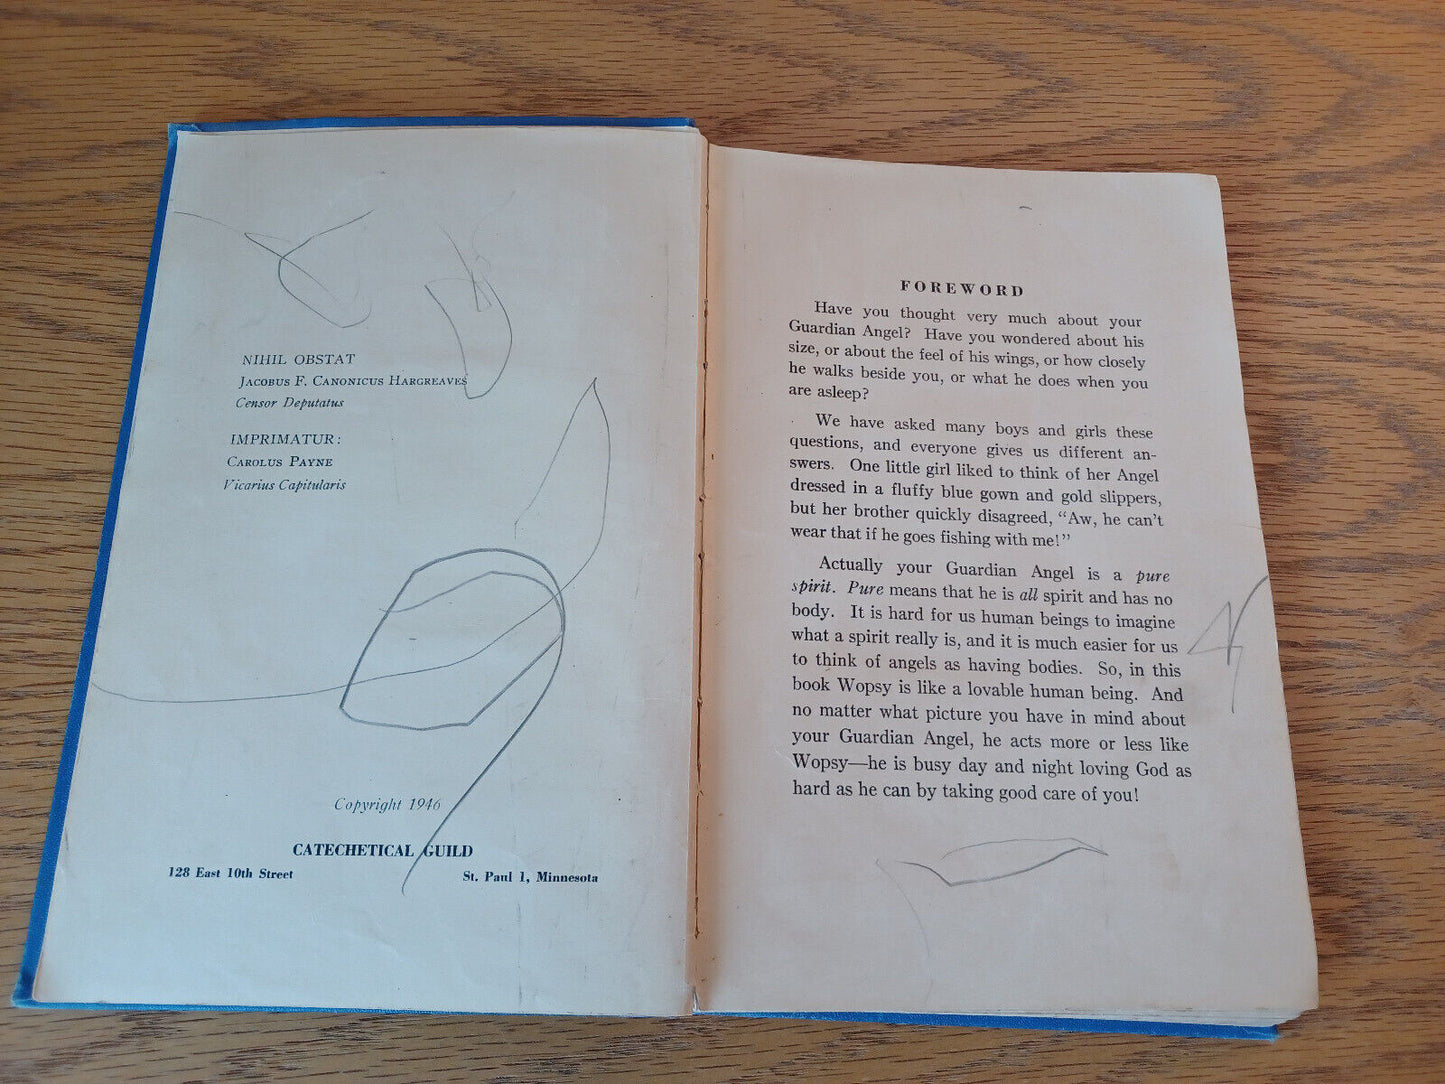 NIHIL OBSTAT
JACOBUS F. CANONICUS HARGREAVES
Censor Deputatus
IMPRIMATUR:
CAROLUS PAYNE
Vicarius Capitularis
Copyright 1946
CATECHETICAL GUILD
128 East 10th Street St. Paul 1, Minnesota
FOREWORD
Have you thought very much about your
Guardian Angel? Have you wondered about his
size, or about the feel of his wings, or how closely
he walks beside you, or what he does when you
are asleep?
We have asked many boys and girls these
questions, and everyone gives us different an-
swers. One little girl liked to think of her Angel
dressed in a fluffy blue gown and gold slippers,
but her brother quickly disagreed, "Aw, he can't
wear that if he goes fishing with me!"
Actually your Guardian Angel is a pure
spirit. Pure means that he is all spirit and has no
body. It is hard for us human beings to imagine
what a spirit really is, and it is much easier for us
to think of angels as having bodies. So, in this
book Wopsy is like a lovable human being. And
no matter what picture you have in mind about
your Guardian Angel, he acts more or less like
Wopsy—he is busy day and night loving God as
hard as he can by taking good care of you!